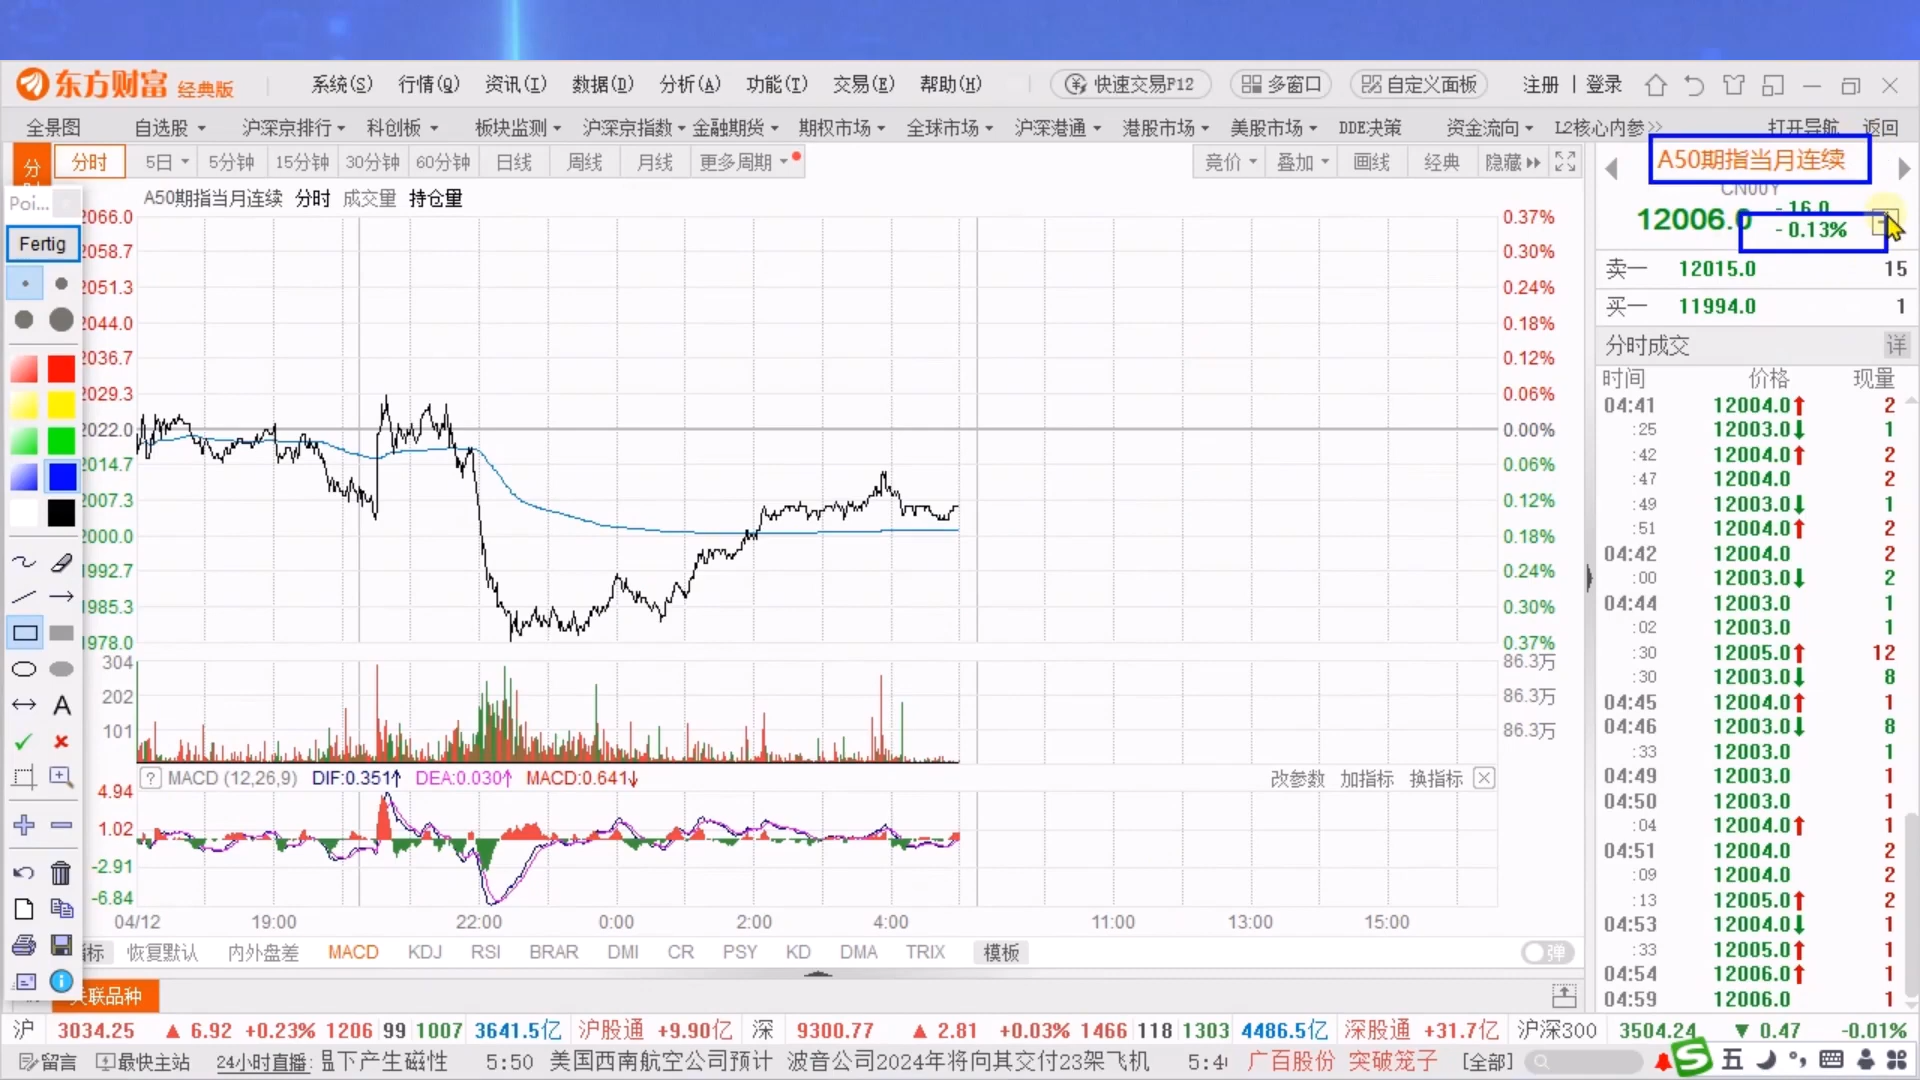 东方财富 经典版
系统(S) 行情(Q) 资讯(I) 数据(D) 分析(A) 功能(T) 交易(E) 帮助(H) 快速交易F12 多窗口 自定义面板 注册 | 登录
全景图 自选股 沪深京排行 科创板 板块监测 沪深京指数 金融期货 期权市场 全球市场 沪深港通 港股市场 美股市场 DDE决策 资金流向 L2核心内参 打开导航 返回
分时 分时 5日 5分钟 15分钟 30分钟 60分钟 日线 周线 月线 更多周期 竞价 叠加 画线 经典 隐藏
A50期指当月连续
CN00Y
12006.0 -16.0
-0.13%
卖一 12015.0 15
买一 11994.0 1
分时成交 详
时间 价格 现量
04:41 12004.0↑ 2
:25 12003.0↓ 1
:42 12004.0↑ 2
:47 12004.0 2
:49 12003.0↓ 1
:51 12004.0↑ 2
04:42 12004.0 2
:00 12003.0↓ 2
04:44 12003.0 1
:02 12003.0 1
:30 12005.0↑ 12
:30 12003.0↓ 8
04:45 12004.0↑ 1
04:46 12003.0↓ 8
:33 12003.0 1
04:49 12003.0 1
04:50 12003.0 1
:04 12004.0↑ 1
04:51 12004.0 2
:09 12004.0 2
:13 12005.0↑ 2
04:53 12004.0↓ 1
:33 12005.0↑ 1
04:54 12006.0↑ 1
04:59 12006.0 1
Poi...
Fertig
A
A50期指当月连续 分时 成交量 持仓量
2066.0 0.37%
2058.7 0.30%
2051.3 0.24%
2044.0 0.18%
2036.7 0.12%
2029.3 0.06%
2022.0 0.00%
2014.7 0.06%
2007.3 0.12%
2000.0 0.18%
1992.7 0.24%
1985.3 0.30%
1978.0 0.37%
304 86.3万
202 86.3万
101 86.3万
? MACD (12,26,9) DIF:0.351↑ DEA:0.030↑ MACD:0.641↓ 改参数 加指标 换指标
4.94
1.02
-2.91
-6.84
04/12 19:00 22:00 0:00 2:00 4:00 11:00 13:00 15:00
标 恢复默认 内外盘差 MACD KDJ RSI BRAR DMI CR PSY KD DMA TRIX 模板 弹
关联品种
沪 3034.25 ▲ 6.92 +0.23% 1206 99 1007 3641.5亿 沪股通 +9.90亿 深 9300.77 ▲ 2.81 +0.03% 1466 118 1303 4486.5亿 深股通 +31.7亿 沪深300 3504.24 ▼ 0.47 -0.01%
留言 最快主站 24小时直播: 温下产生磁性 5:50 美国西南航空公司预计 波音公司2024年将向其交付23架飞机 5:4 广百股份 突破笼子 [全部] 五